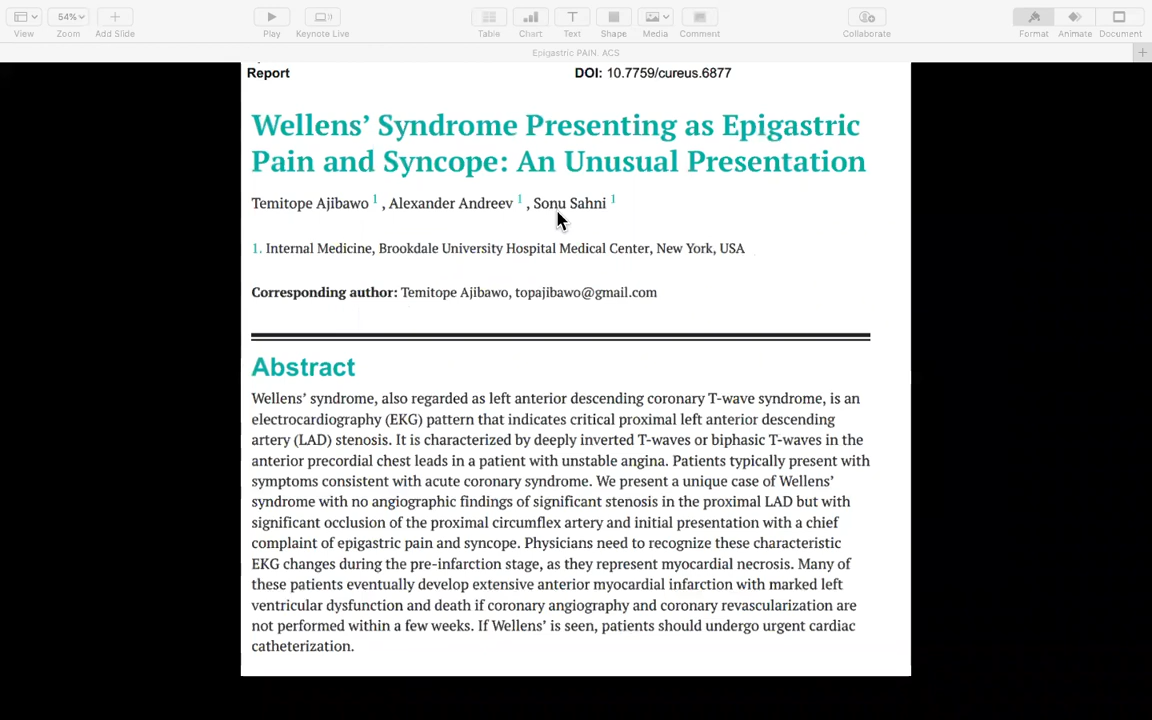 54%
View
Zoom
Add Slide
Play
Keynote Live
Table
Chart
Text
Shape
Media
Comment
Collaborate
Format
Animate
Document
Epigastric PAIN. ACS
Report
DOI: 10.7759/cureus.6877
Wellens’ Syndrome Presenting as Epigastric
Pain and Syncope: An Unusual Presentation
Temitope Ajibawo 1 , Alexander Andreev 1 , Sonu Sahni 1
1. Internal Medicine, Brookdale University Hospital Medical Center, New York, USA
Corresponding author: Temitope Ajibawo, topajibawo@gmail.com
Abstract
Wellens’ syndrome, also regarded as left anterior descending coronary T-wave syndrome, is an
electrocardiography (EKG) pattern that indicates critical proximal left anterior descending
artery (LAD) stenosis. It is characterized by deeply inverted T-waves or biphasic T-waves in the
anterior precordial chest leads in a patient with unstable angina. Patients typically present with
symptoms consistent with acute coronary syndrome. We present a unique case of Wellens’
syndrome with no angiographic findings of significant stenosis in the proximal LAD but with
significant occlusion of the proximal circumflex artery and initial presentation with a chief
complaint of epigastric pain and syncope. Physicians need to recognize these characteristic
EKG changes during the pre-infarction stage, as they represent myocardial necrosis. Many of
these patients eventually develop extensive anterior myocardial infarction with marked left
ventricular dysfunction and death if coronary angiography and coronary revascularization are
not performed within a few weeks. If Wellens’ is seen, patients should undergo urgent cardiac
catheterization.